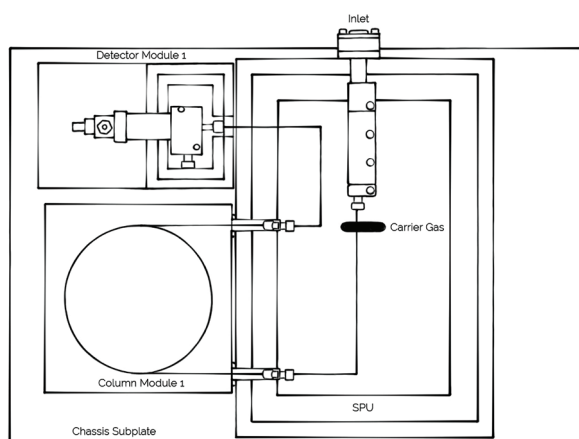 Inlet
Detector Module 1
Carrier Gas
Column Module 1
SPU
Chassis Subplate